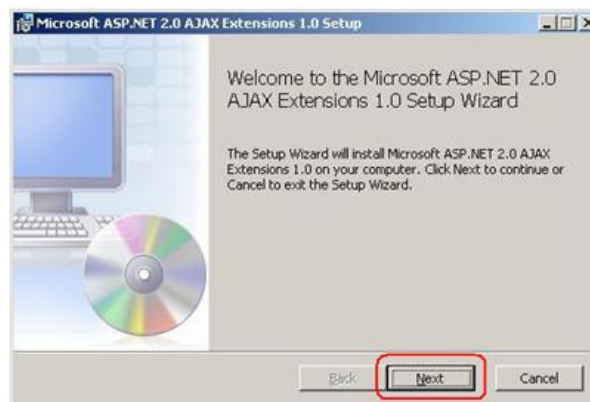 Microsoft ASP.NET 2.0 AJAX Extensions 1.0 Setup
Welcome to the Microsoft ASP.NET 2.0
AJAX Extensions 1.0 Setup Wizard
The Setup Wizard will install Microsoft ASP.NET 2.0 AJAX
Extensions 1.0 on your computer. Click Next to continue or
Cancel to exit the Setup Wizard.
Back Next Cancel